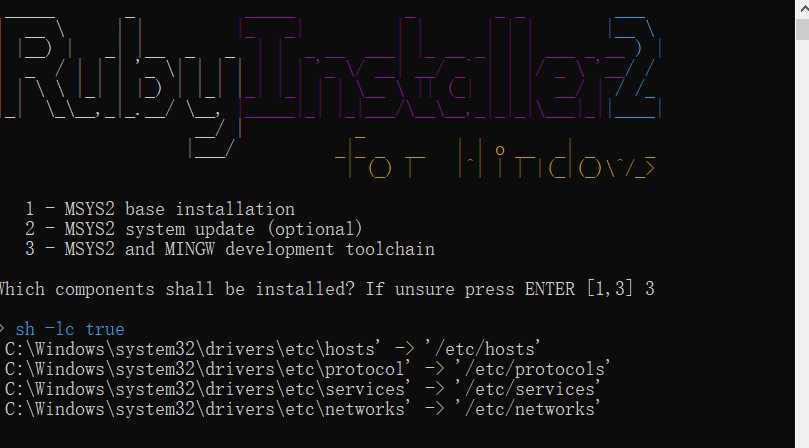 RubyInstaller2
for Windows
1 - MSYS2 base installation
2 - MSYS2 system update (optional)
3 - MSYS2 and MINGW development toolchain
Which components shall be installed? If unsure press ENTER [1,3] 3
> sh -lc true
C:\Windows\system32\drivers\etc\hosts' -> '/etc/hosts'
C:\Windows\system32\drivers\etc\protocol' -> '/etc/protocols'
C:\Windows\system32\drivers\etc\services' -> '/etc/services'
C:\Windows\system32\drivers\etc\networks' -> '/etc/networks'